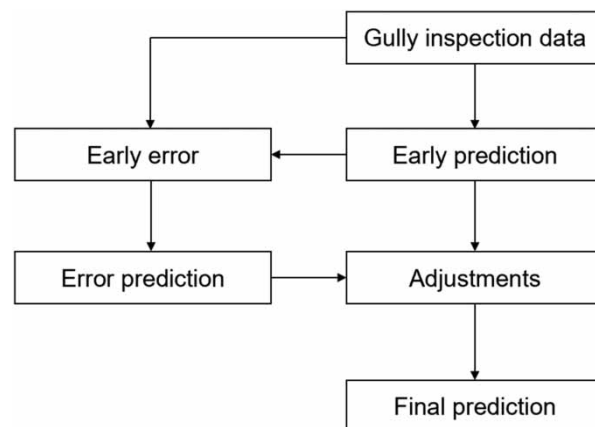 Gully inspection data
Early error
Early prediction
Error prediction
Adjustments
Final prediction